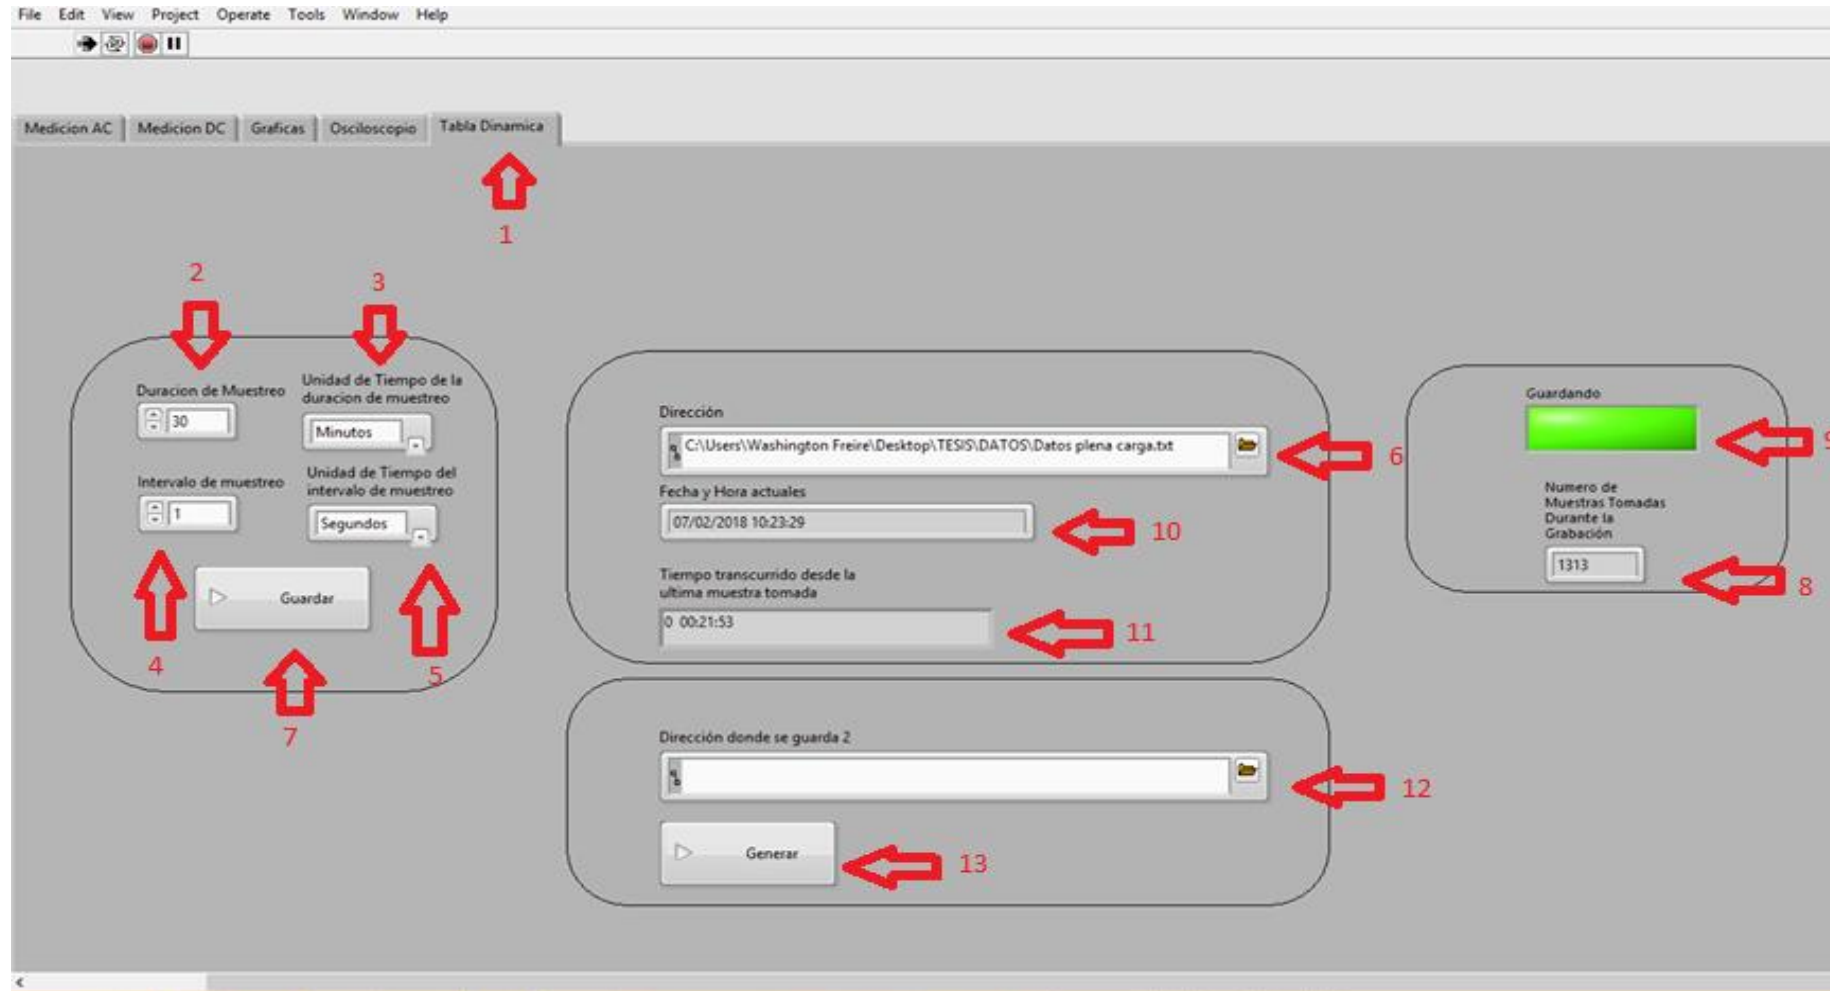 File Edit View Project Operate Tools Window Help
Medicion AC Medicion DC Graficas Osciloscopio Tabla Dinamica
1
2
3
Duracion de Muestreo
30
Unidad de Tiempo de la
duracion de muestreo
Minutos
Intervalo de muestreo
1
Unidad de Tiempo del
intervalo de muestreo
Segundos
Guardar
4
5
7
Dirección
C:\Users\Washington Freire\Desktop\TESIS\DATOS\Datos plena carga.txt
6
Fecha y Hora actuales
07/02/2018 10:23:29
10
Tiempo transcurrido desde la
ultima muestra tomada
0 00:21:53
11
Dirección donde se guarda 2
12
Generar
13
Guardando
9
Numero de
Muestras Tomadas
Durante la
Grabación
1313
8